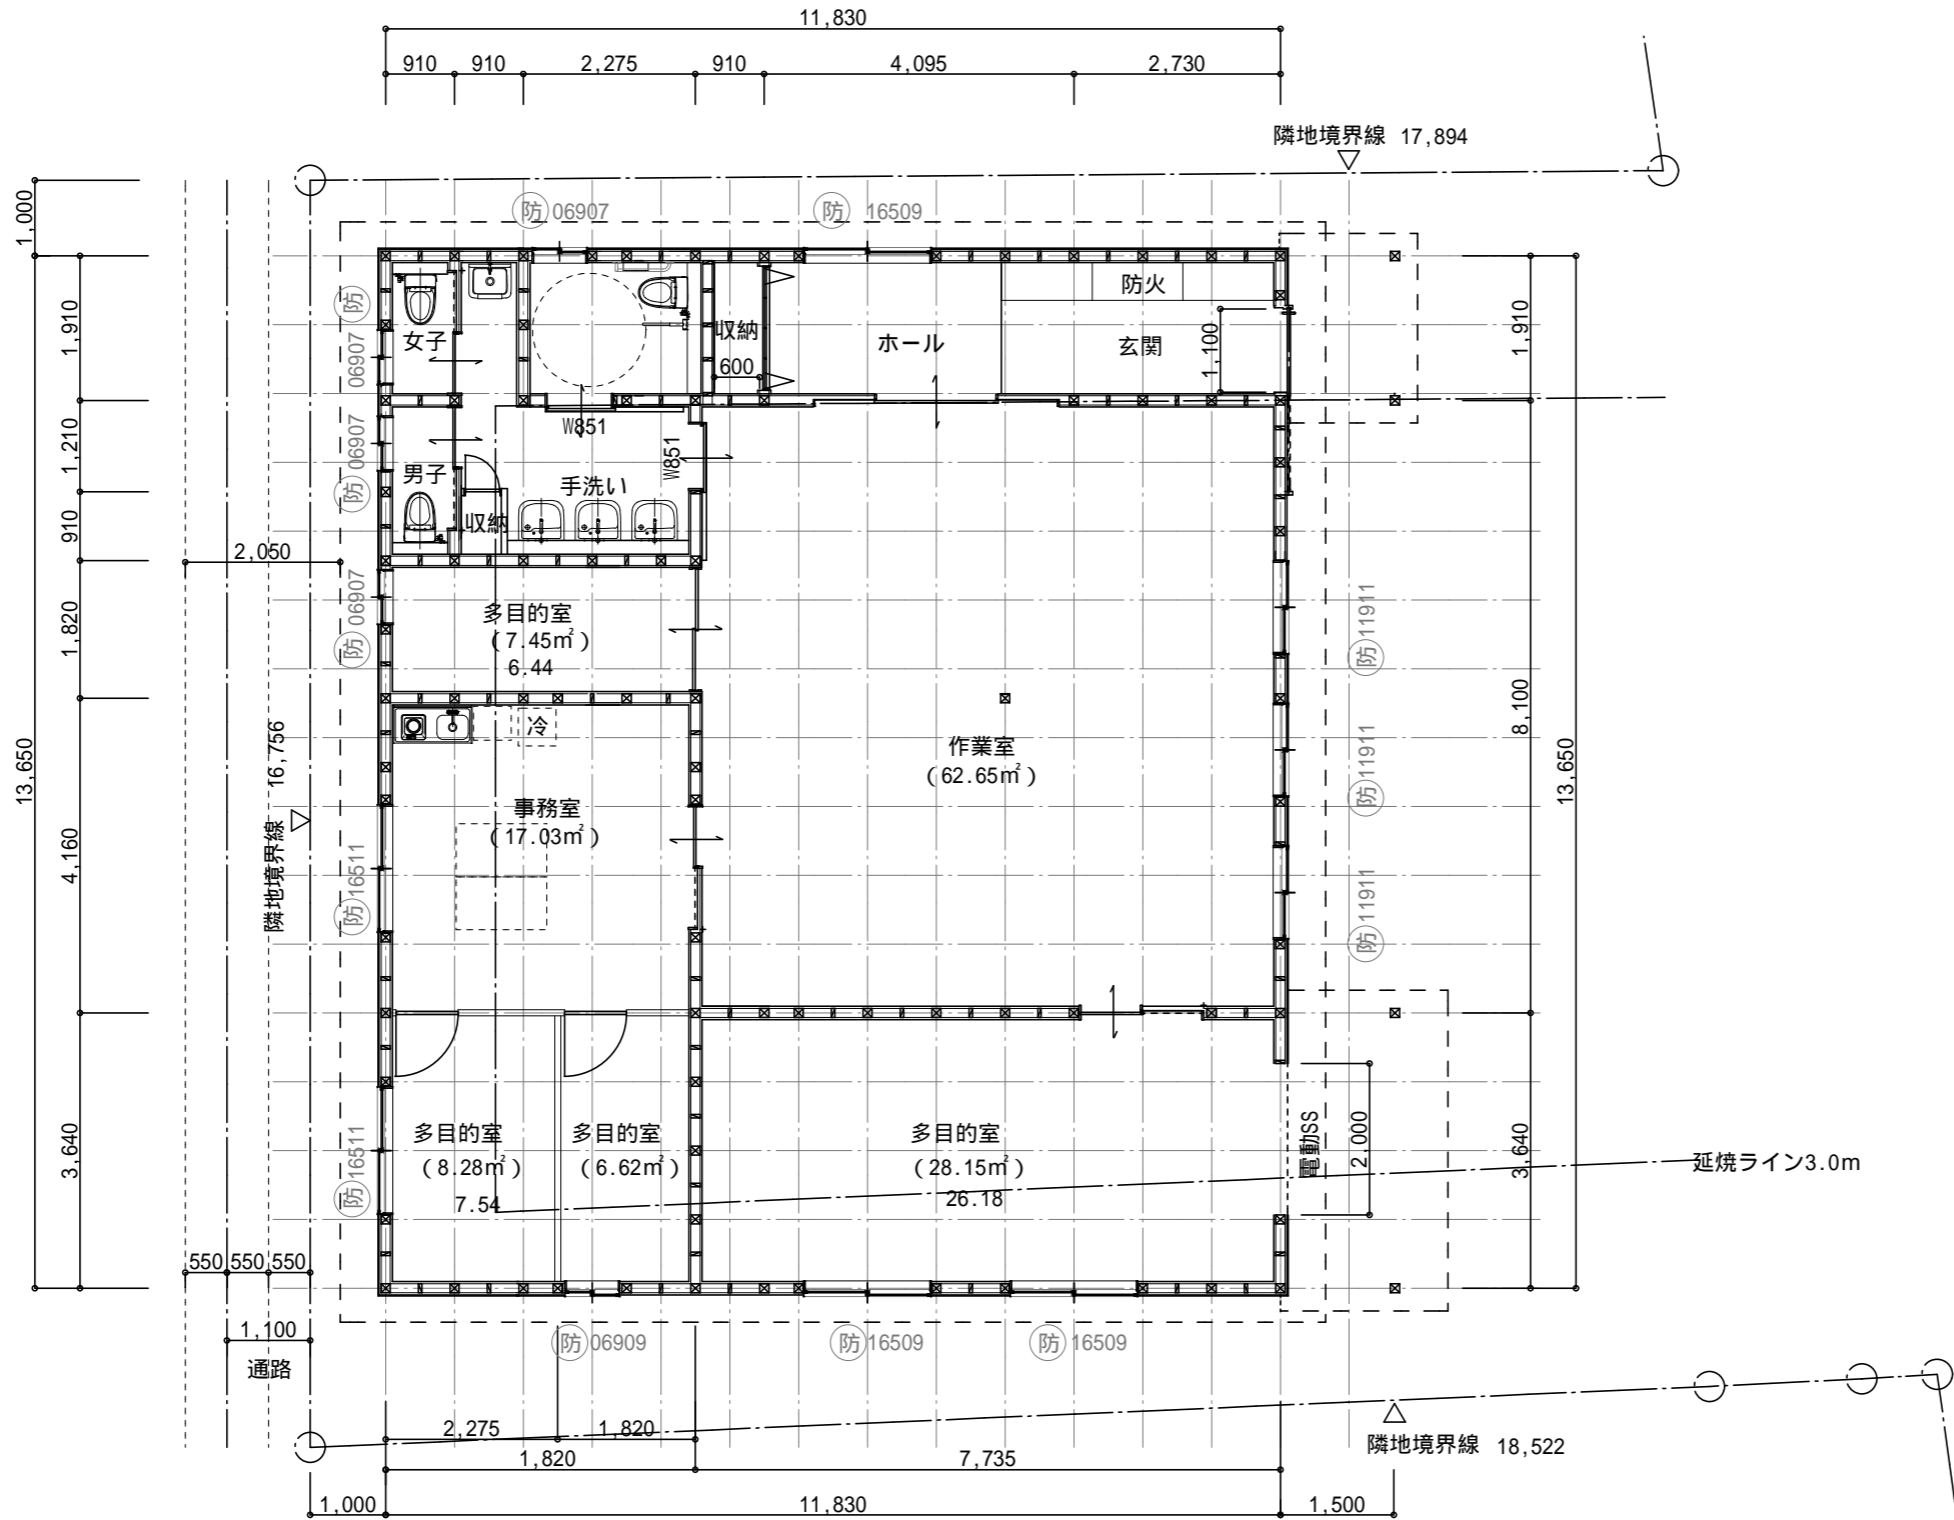 11,830
910
910
2,275
910
4,095
2,730
隣地境界線 17,894
1,000
防 06907
防 16509
防 06907
女子
収納
600
ホール
防火
玄関
1,100
1,910
1,910
防 06907
男子
W851
W851
手洗い
収納
1,210
910
2,050
防 06907
多目的室
(7.45㎡)
6.44
1,820
防 11911
冷
16,756
隣地境界線
13,650
作業室
(62.65㎡)
防 11911
8,100
13,650
事務室
(17.03㎡)
4,160
防 16511
防 11911
多目的室
(8.28㎡)
7.54
多目的室
(6.62㎡)
多目的室
(28.15㎡)
26.18
電動SS
2,000
3,640
3,640
防 16511
延焼ライン3.0m
550
550
550
1,100
通路
防 06909
防 16509
防 16509
2,275
1,820
1,820
7,735
隣地境界線 18,522
1,000
11,830
1,500